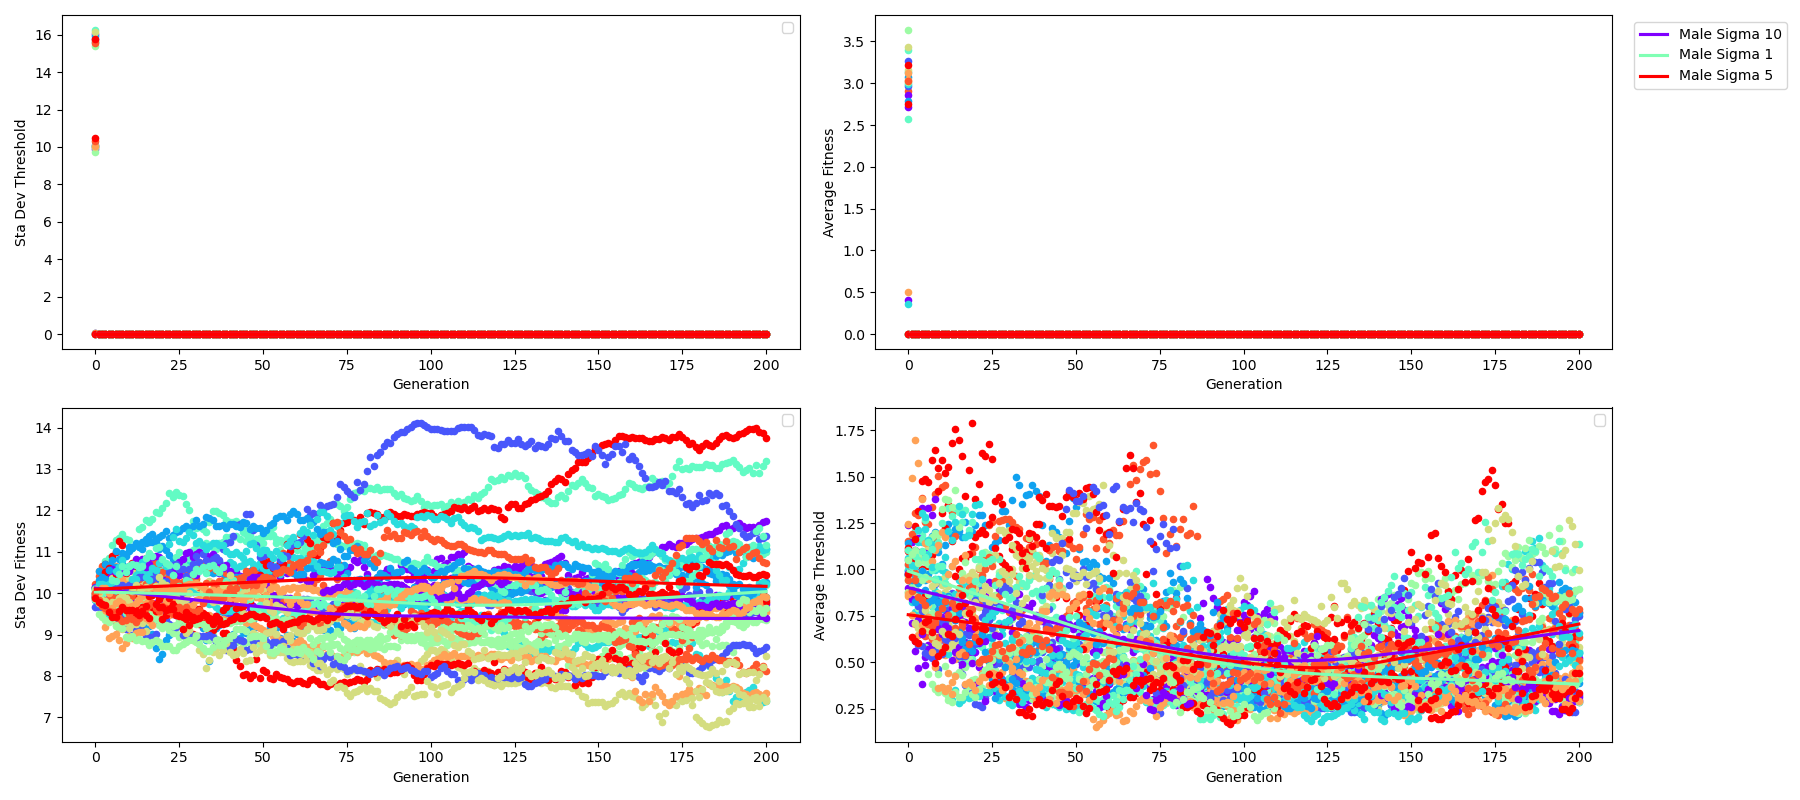 Sta Dev Threshold
16
14
12
10
8
6
4
2
0
0 25 50 75 100 125 150 175 200
Generation
Average Fitness
3.5
3.0
2.5
2.0
1.5
1.0
0.5
0.0
0 25 50 75 100 125 150 175 200
Generation
Male Sigma 10
Male Sigma 1
Male Sigma 5
Sta Dev Fitness
14
13
12
11
10
9
8
7
0 25 50 75 100 125 150 175 200
Generation
Average Threshold
1.75
1.50
1.25
1.00
0.75
0.50
0.25
0 25 50 75 100 125 150 175 200
Generation